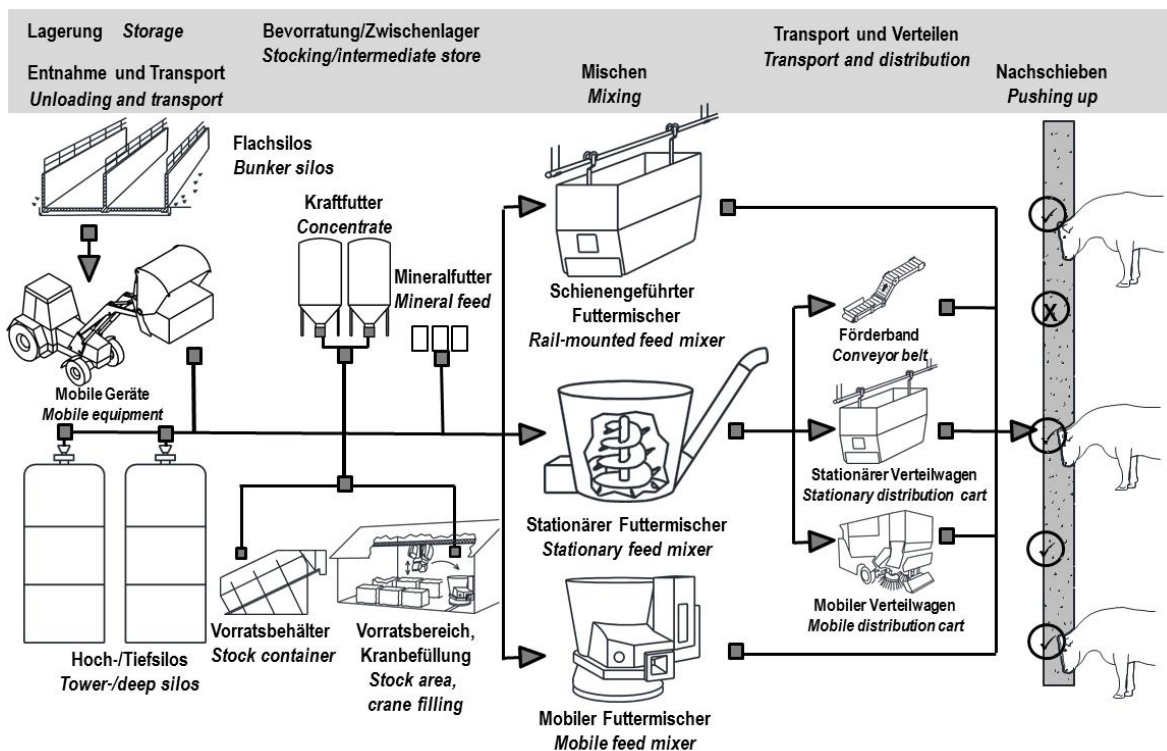 Lagerung Storage
Entnahme und Transport
Unloading and transport
Bevorratung/Zwischenlager
Stocking/intermediate store
Mischen
Mixing
Transport und Verteilen
Transport and distribution
Nachschieben
Pushing up
Flachsilos
Bunker silos
Mobile Geräte
Mobile equipment
Hoch-/Tiefsilos
Tower-/deep silos
Kraftfutter
Concentrate
Mineralfutter
Mineral feed
Vorratsbehälter
Stock container
Vorratsbereich,
Kranbefüllung
Stock area,
crane filling
Schienengeführter
Futtermischer
Rail-mounted feed mixer
Stationärer Futtermischer
Stationary feed mixer
Mobiler Futtermischer
Mobile feed mixer
Förderband
Conveyor belt
Stationärer Verteilwagen
Stationary distribution cart
Mobiler Verteilwagen
Mobile distribution cart
X